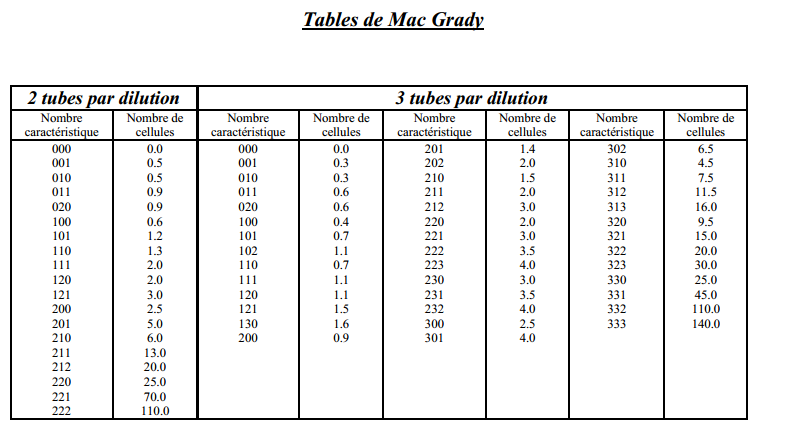 Tables de Mac Grady
2 tubes par dilution 3 tubes par dilution
Nombre caractéristique Nombre de cellules Nombre caractéristique Nombre de cellules Nombre caractéristique Nombre de cellules Nombre caractéristique Nombre de cellules
000 0.0 000 0.0 201 1.4 302 6.5
001 0.5 001 0.3 202 2.0 310 4.5
010 0.5 010 0.3 210 1.5 311 7.5
011 0.9 011 0.6 211 2.0 312 11.5
020 0.9 020 0.6 212 3.0 313 16.0
100 0.6 100 0.4 220 2.0 320 9.5
101 1.2 101 0.7 221 3.0 321 15.0
110 1.3 102 1.1 222 3.5 322 20.0
111 2.0 110 0.7 223 4.0 323 30.0
120 2.0 111 1.1 230 3.0 330 25.0
121 3.0 120 1.1 231 3.5 331 45.0
200 2.5 121 1.5 232 4.0 332 110.0
201 5.0 130 1.6 300 2.5 333 140.0
210 6.0 200 0.9 301 4.0
211 13.0
212 20.0
220 25.0
221 70.0
222 110.0